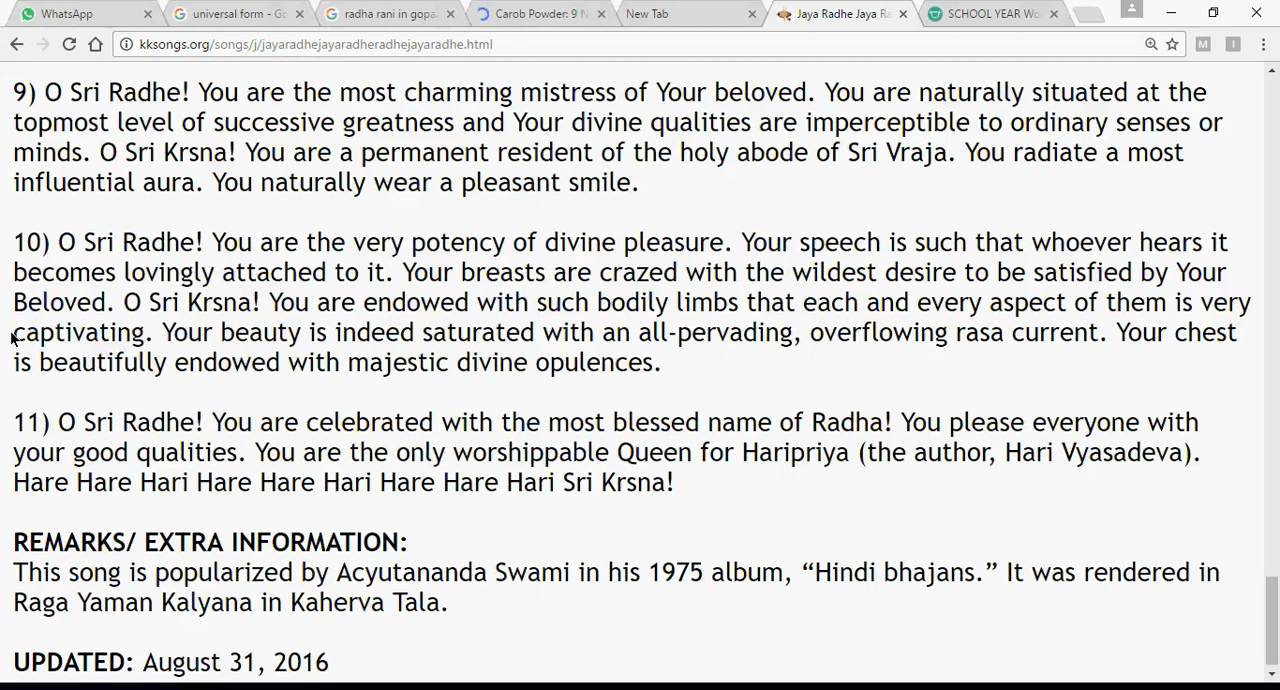 WhatsApp
universal form - Go
radha rani in gopa
Carob Powder: 9 N
New Tab
Jaya Radhe Jaya Ra
SCHOOL YEAR Wo
kksongs.org/songs/j/jayaradhejayaradheradhejayaradhe.html
M
I
9) O Sri Radhe! You are the most charming mistress of Your beloved. You are naturally situated at the
topmost level of successive greatness and Your divine qualities are imperceptible to ordinary senses or
minds. O Sri Krsna! You are a permanent resident of the holy abode of Sri Vraja. You radiate a most
influential aura. You naturally wear a pleasant smile.
10) O Sri Radhe! You are the very potency of divine pleasure. Your speech is such that whoever hears it
becomes lovingly attached to it. Your breasts are crazed with the wildest desire to be satisfied by Your
Beloved. O Sri Krsna! You are endowed with such bodily limbs that each and every aspect of them is very
captivating. Your beauty is indeed saturated with an all-pervading, overflowing rasa current. Your chest
is beautifully endowed with majestic divine opulences.
11) O Sri Radhe! You are celebrated with the most blessed name of Radha! You please everyone with
your good qualities. You are the only worshippable Queen for Haripriya (the author, Hari Vyasadeva).
Hare Hare Hari Hare Hare Hari Hare Hare Hari Sri Krsna!
REMARKS/ EXTRA INFORMATION:
This song is popularized by Acyutananda Swami in his 1975 album, “Hindi bhajans.” It was rendered in
Raga Yaman Kalyana in Kaherva Tala.
UPDATED: August 31, 2016